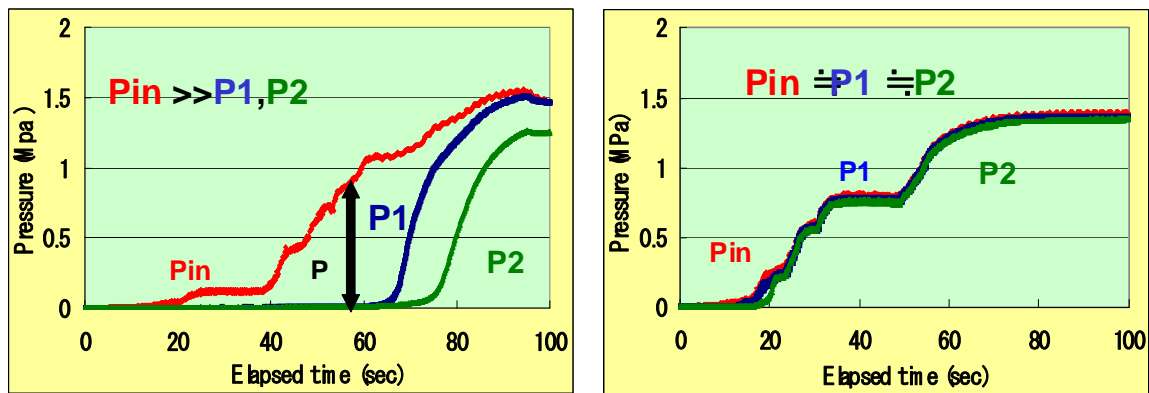 2
Pin >>P1,P2
1.5
1
0.5
0
Pressure (Mpa)
P1
P
Pin
P2
0 20 40 60 80 100
Elapsed time (sec)
2
Pin ≒P1 ≒P2
1.5
1
0.5
0
Pressure (MPa)
P1
P2
Pin
0 20 40 60 80 100
Elapsed time (sec)